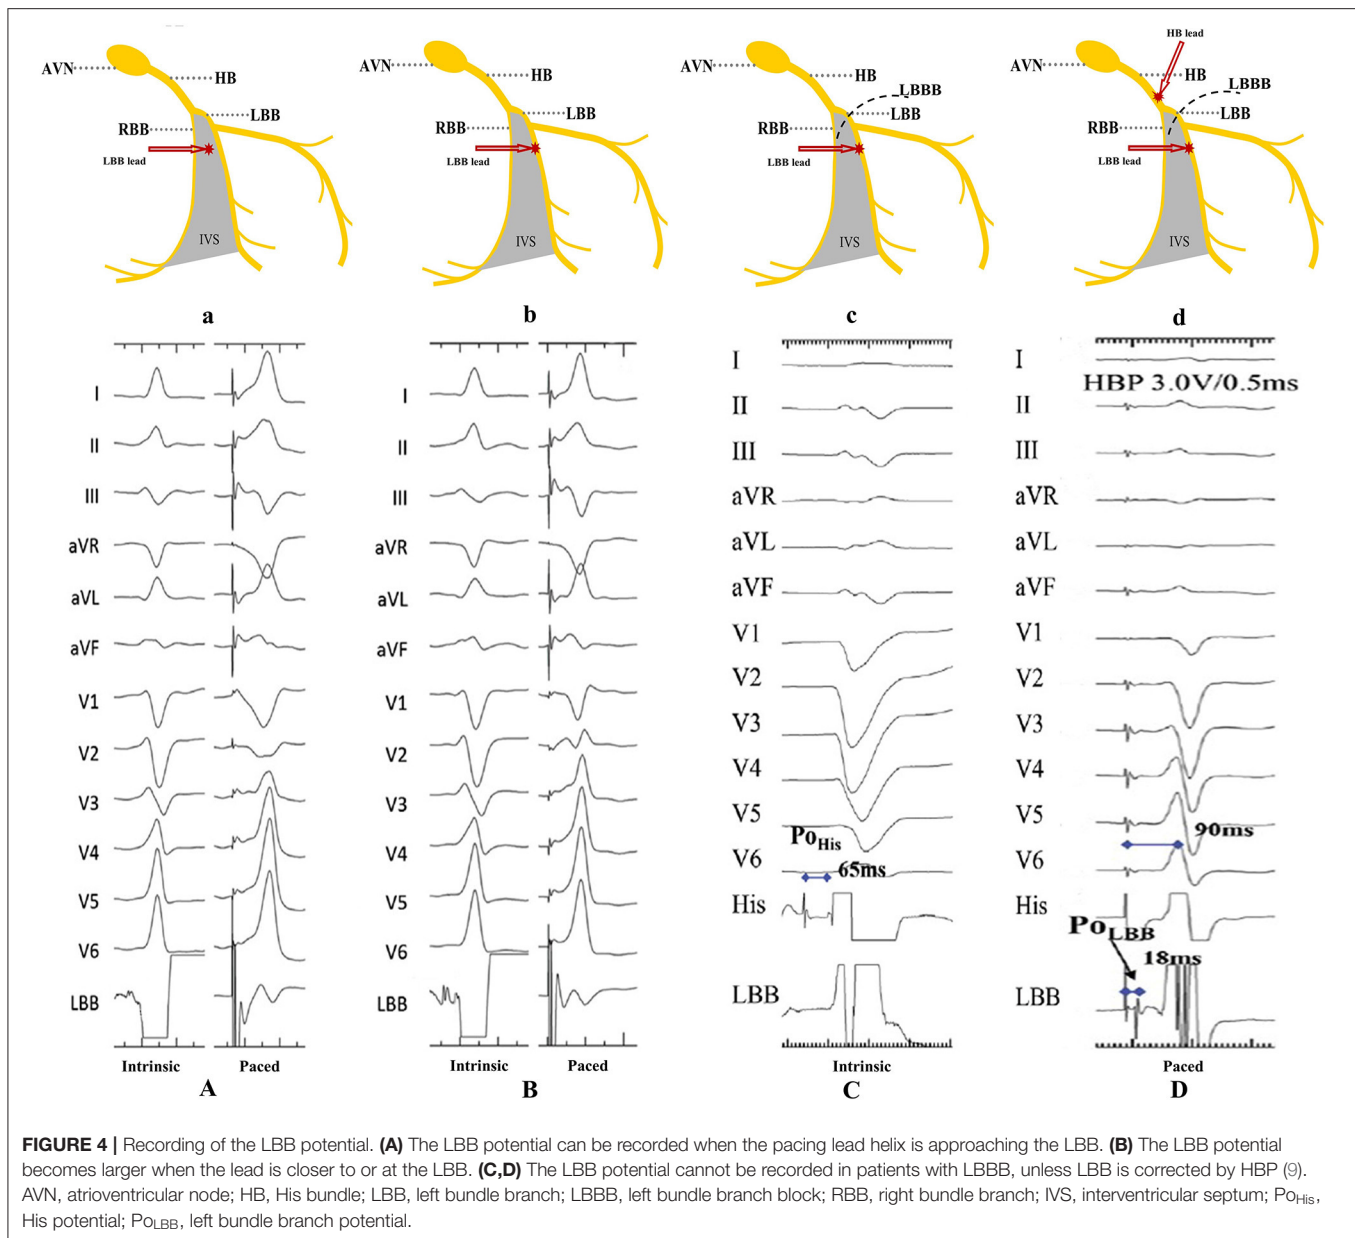 AVN
HB
LBB
RBB
LBB lead
IVS
a
AVN
HB
LBB
RBB
LBB lead
IVS
b
AVN
HB
LBBB
LBB
RBB
LBB lead
IVS
c
HB lead
AVN
HB
LBBB
LBB
RBB
LBB lead
IVS
d
I
II
III
aVR
aVL
aVF
V1
V2
V3
V4
V5
V6
LBB
Intrinsic
Paced
A
I
II
III
aVR
aVL
aVF
V1
V2
V3
V4
V5
V6
LBB
Intrinsic
Paced
B
I
II
III
aVR
aVL
aVF
V1
V2
V3
V4
V5
PoHis
V6
65ms
His
LBB
Intrinsic
C
I
HBP 3.0V/0.5ms
II
III
aVR
aVL
aVF
V1
V2
V3
V4
V5
90ms
V6
His
PoLBB
18ms
LBB
Paced
D
FIGURE 4 | Recording of the LBB potential. (A) The LBB potential can be recorded when the pacing lead helix is approaching the LBB. (B) The LBB potential
becomes larger when the lead is closer to or at the LBB. (C,D) The LBB potential cannot be recorded in patients with LBBB, unless LBB is corrected by HBP (9).
AVN, atrioventricular node; HB, His bundle; LBB, left bundle branch; LBBB, left bundle branch block; RBB, right bundle branch; IVS, interventricular septum; PoHis,
His potential; PoLBB, left bundle branch potential.